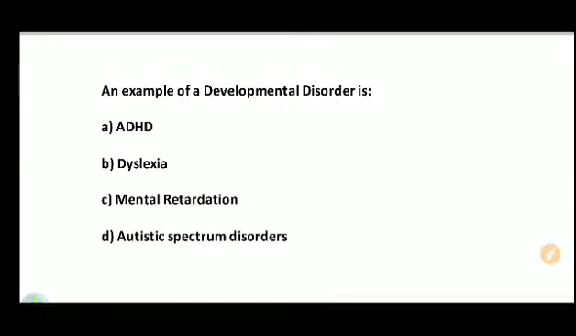 An example of a Developmental Disorder is:
a) ADHD
b) Dyslexia
c) Mental Retardation
d) Autistic spectrum disorders